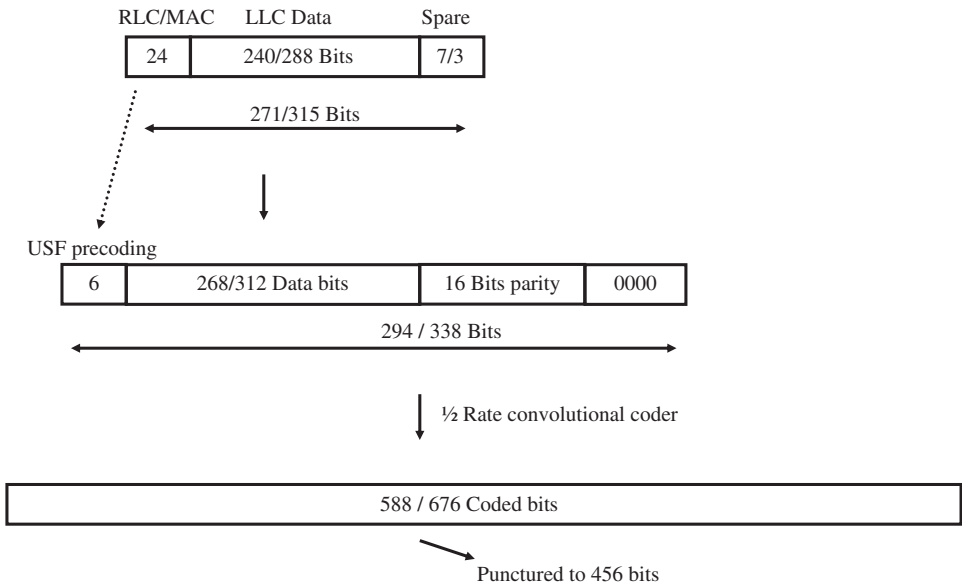 RLC/MAC LLC Data Spare
24 240/288 Bits 7/3
271/315 Bits
USF precoding
6 268/312 Data bits 16 Bits parity 0000
294 / 338 Bits
½ Rate convolutional coder
588 / 676 Coded bits
Punctured to 456 bits